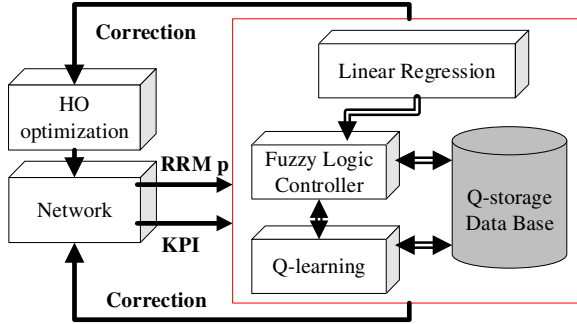 Correction
Linear Regression
HO
optimization
RRM p
Fuzzy Logic
Controller
Q-storage
Data Base
Network
KPI
Q-learning
Correction